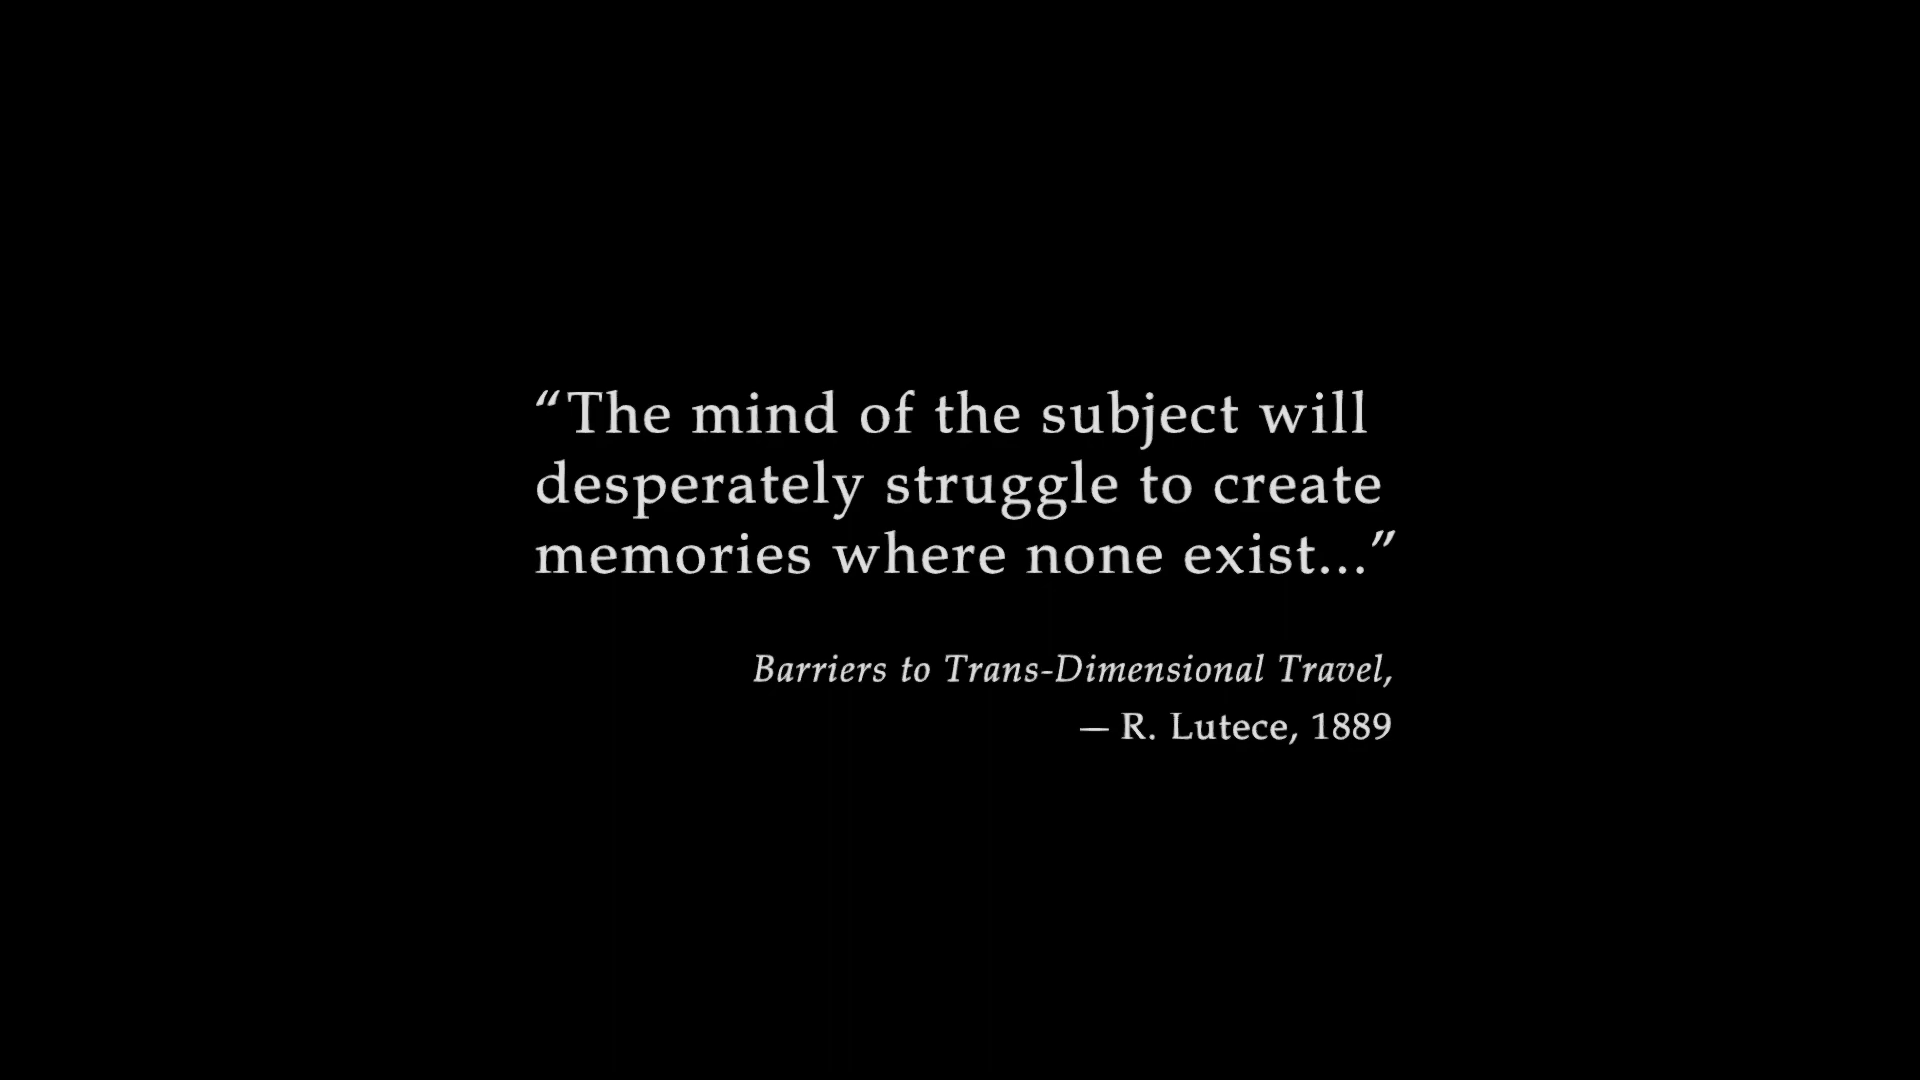 “The mind of the subject will
desperately struggle to create
memories where none exist...”
Barriers to Trans-Dimensional Travel,
— R. Lutece, 1889